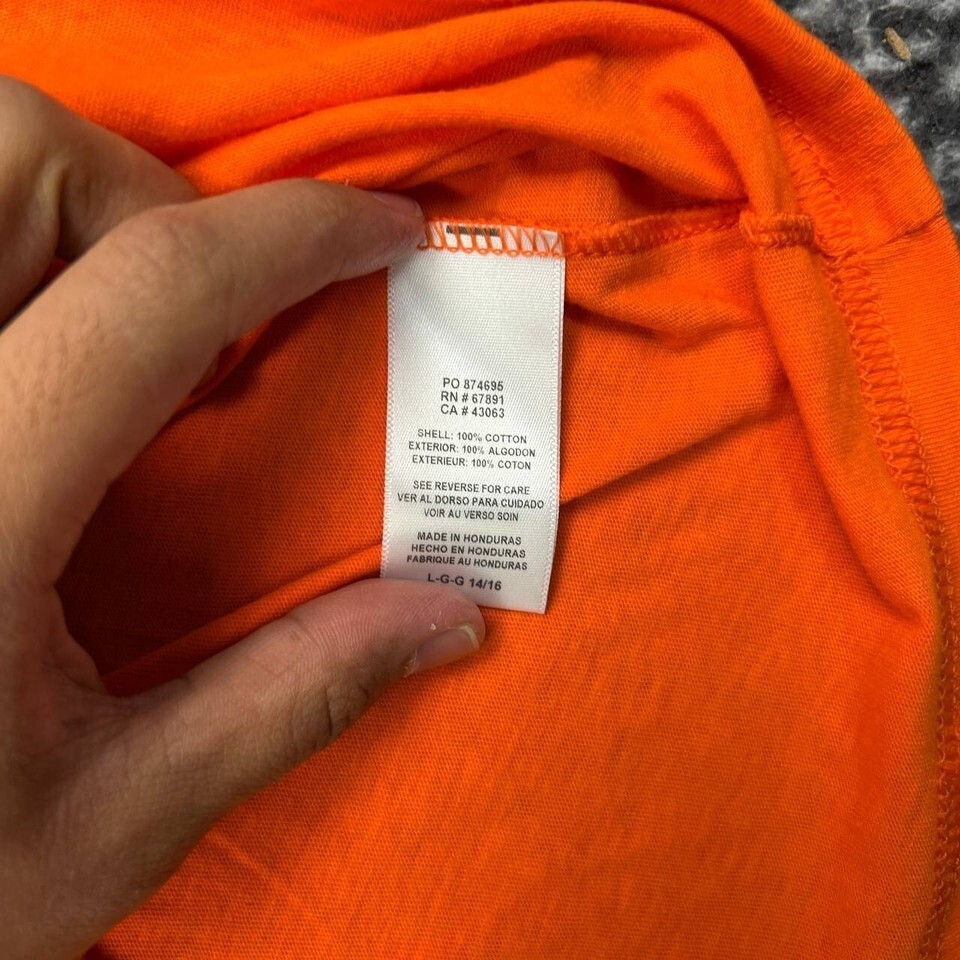 PO 874695
RN # 67891
CA # 43063
SHELL: 100% COTTON
EXTERIOR: 100% ALGODON
EXTERIEUR: 100% COTON
SEE REVERSE FOR CARE
VER AL DORSO PARA CUIDADO
VOIR AU VERSO SOIN
MADE IN HONDURAS
HECHO EN HONDURAS
FABRIQUE AU HONDURAS
L-G-G 14/16